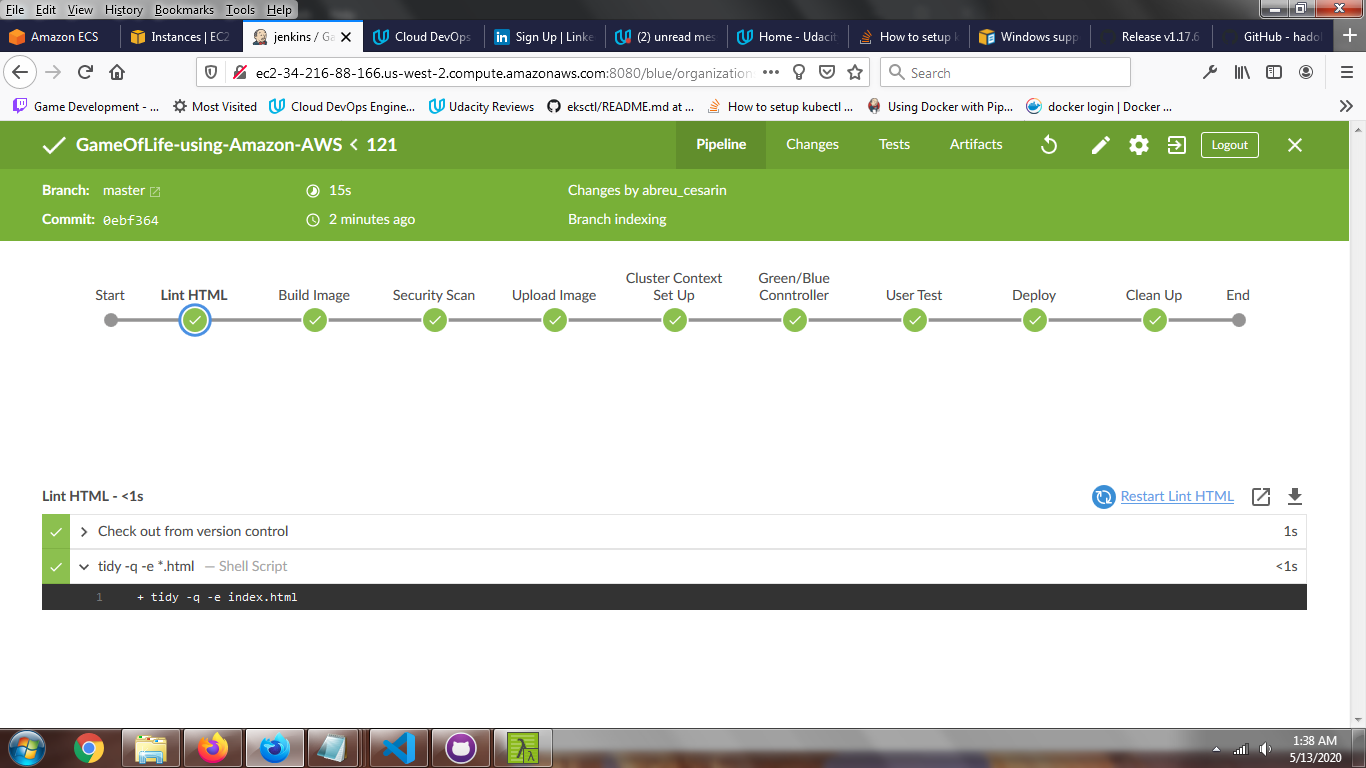 File Edit View History Bookmarks Tools Help
Amazon ECS Instances | EC2 jenkins / Ga Cloud DevOps Sign Up | Linke (2) unread mes Home - Udacit How to setup k Windows supp Release v1.17.6 GitHub - hado
ec2-34-216-88-166.us-west-2.compute.amazonaws.com:8080/blue/organization Search
Game Development - ... Most Visited Cloud DevOps Engine... Udacity Reviews eksctl/README.md at ... How to setup kubectl ... Using Docker with Pip... docker login | Docker ...
GameOfLife-using-Amazon-AWS < 121 Pipeline Changes Tests Artifacts Logout
Branch: master 15s Changes by abreu_cesarin
Commit: 0ebf364 2 minutes ago Branch indexing
Cluster Context Green/Blue
Start Lint HTML Build Image Security Scan Upload Image Set Up Conntroller User Test Deploy Clean Up End
Lint HTML - <1s Restart Lint HTML
Check out from version control 1s
tidy -q -e *.html — Shell Script <1s
1 + tidy -q -e index.html
1:38 AM
5/13/2020